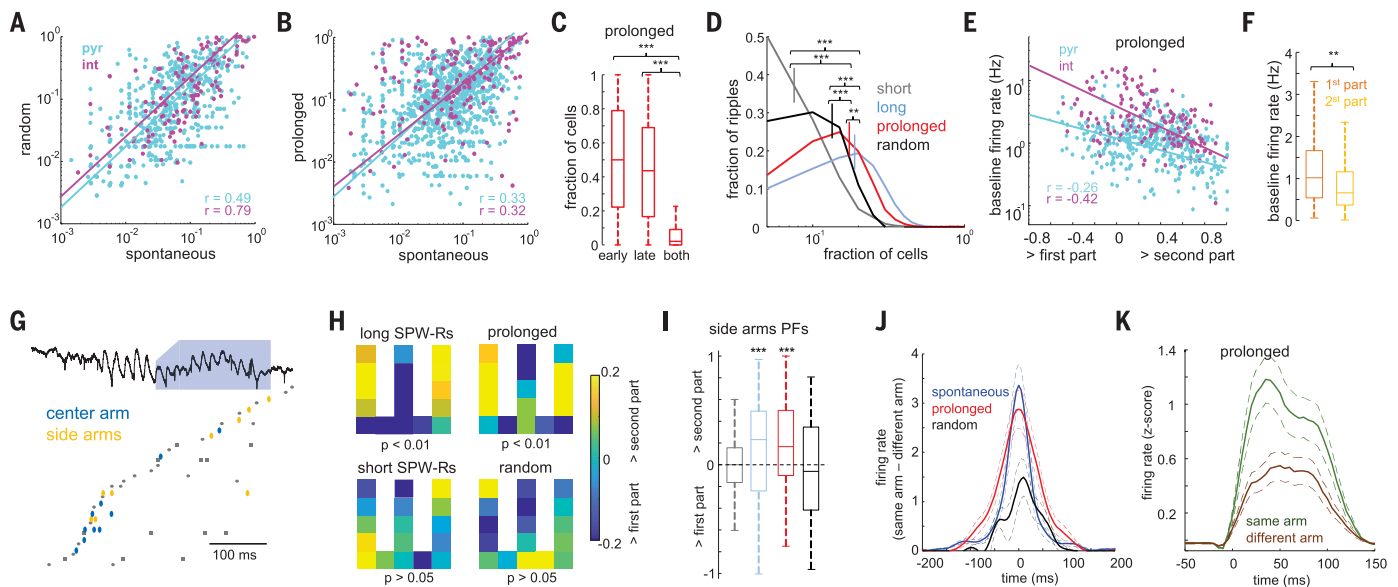 A
random
10⁰
10⁻¹
10⁻²
10⁻³
pyr
int
r = 0.49
r = 0.79
10⁻³ 10⁻² 10⁻¹ 10⁰
spontaneous
B
prolonged
10⁰
10⁻¹
10⁻²
10⁻³
r = 0.33
r = 0.32
10⁻³ 10⁻² 10⁻¹ 10⁰
spontaneous
C
prolonged
***
***
fraction of cells
1
0.8
0.6
0.4
0.2
0
early late both
D
fraction of ripples
0.5
0.4
0.3
0.2
0.1
0
***
***
***
***
**
short
long
prolonged
random
10⁻¹ 10⁰
fraction of cells
E
prolonged
pyr
int
baseline firing rate (Hz)
10¹
10⁰
10⁻¹
r = -0.26
r = -0.42
-0.8 -0.4 0 0.4 0.8
> first part > second part
F
**
1st part
2nd part
baseline firing rate (Hz)
4
3
2
1
0
G
center arm
side arms
100 ms
H
long SPW-Rs prolonged
p < 0.01 p < 0.01
short SPW-Rs random
p > 0.05 p > 0.05
0.2
0
-0.2
> second part
> first part
I
side arms PFs
*** ***
1
0
-1
> second part
> first part
J
firing rate
(same arm – different arm)
4
3
2
1
0
spontaneous
prolonged
random
-200 -100 0 100 200
time (ms)
K
prolonged
firing rate (z-score)
1.4
1
0.6
0.2
same arm
different arm
-50 0 50 100 150
time (ms)